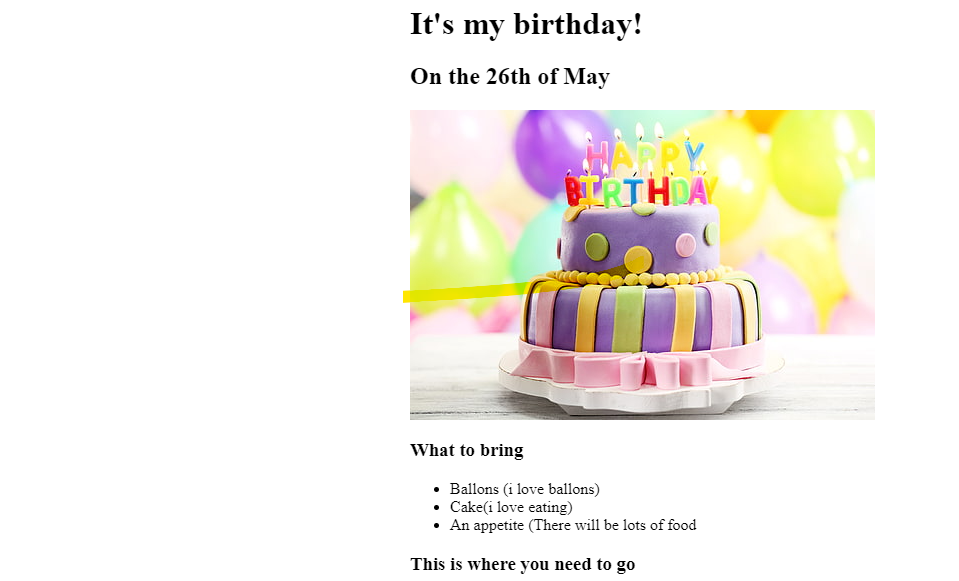 It's my birthday!
On the 26th of May
HAPPY
BIRTHDAY
What to bring
Ballons (i love ballons)
Cake(i love eating)
An appetite (There will be lots of food
This is where you need to go